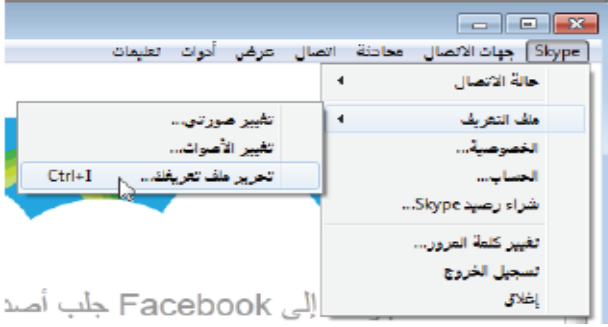 Skype جهات الاتصال محادثة اتصال عرض أدوات تعليمات
حالة الاتصال
ملف التعريف
الخصوصية...
الحساب...
شراء رصيد Skype...
تغيير كلمة المرور...
تسجيل الخروج
إغلاق
تغيير صورتي...
تغيير الأصوات...
تحرير ملف تعريفك... Ctrl+I
إلى Facebook جلب أصد